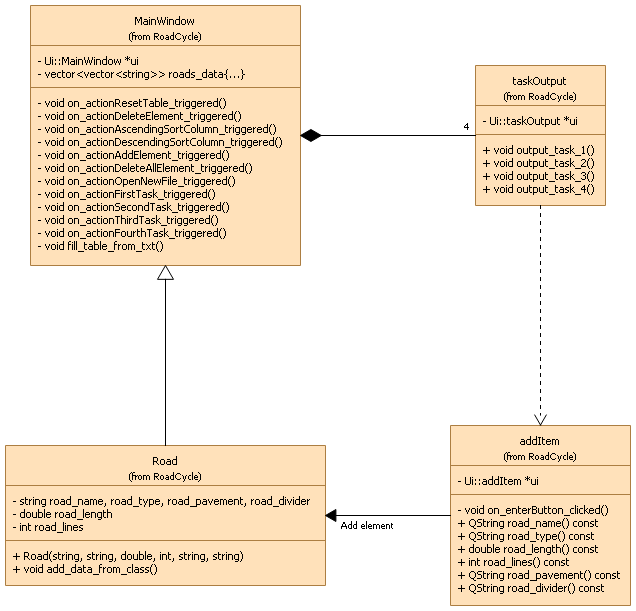 MainWindow
(from RoadCycle)
- Ui::MainWindow *ui
- vector<vector<string>> roads_data{...}
- void on_actionResetTable_triggered()
- void on_actionDeleteElement_triggered()
- void on_actionAscendingSortColumn_triggered()
- void on_actionDescendingSortColumn_triggered()
- void on_actionAddElement_triggered()
- void on_actionDeleteAllElement_triggered()
- void on_actionOpenNewFile_triggered()
- void on_actionFirstTask_triggered()
- void on_actionSecondTask_triggered()
- void on_actionThirdTask_triggered()
- void on_actionFourthTask_triggered()
- void fill_table_from_txt()
4
taskOutput
(from RoadCycle)
- Ui::taskOutput *ui
+ void output_task_1()
+ void output_task_2()
+ void output_task_3()
+ void output_task_4()
Road
(from RoadCycle)
- string road_name, road_type, road_pavement, road_divider
- double road_length
- int road_lines
+ Road(string, string, double, int, string, string)
+ void add_data_from_class()
Add element
addItem
(from RoadCycle)
- Ui::addItem *ui
- void on_enterButton_clicked()
+ QString road_name() const
+ QString road_type() const
+ double road_length() const
+ int road_lines() const
+ QString road_pavement() const
+ QString road_divider() const